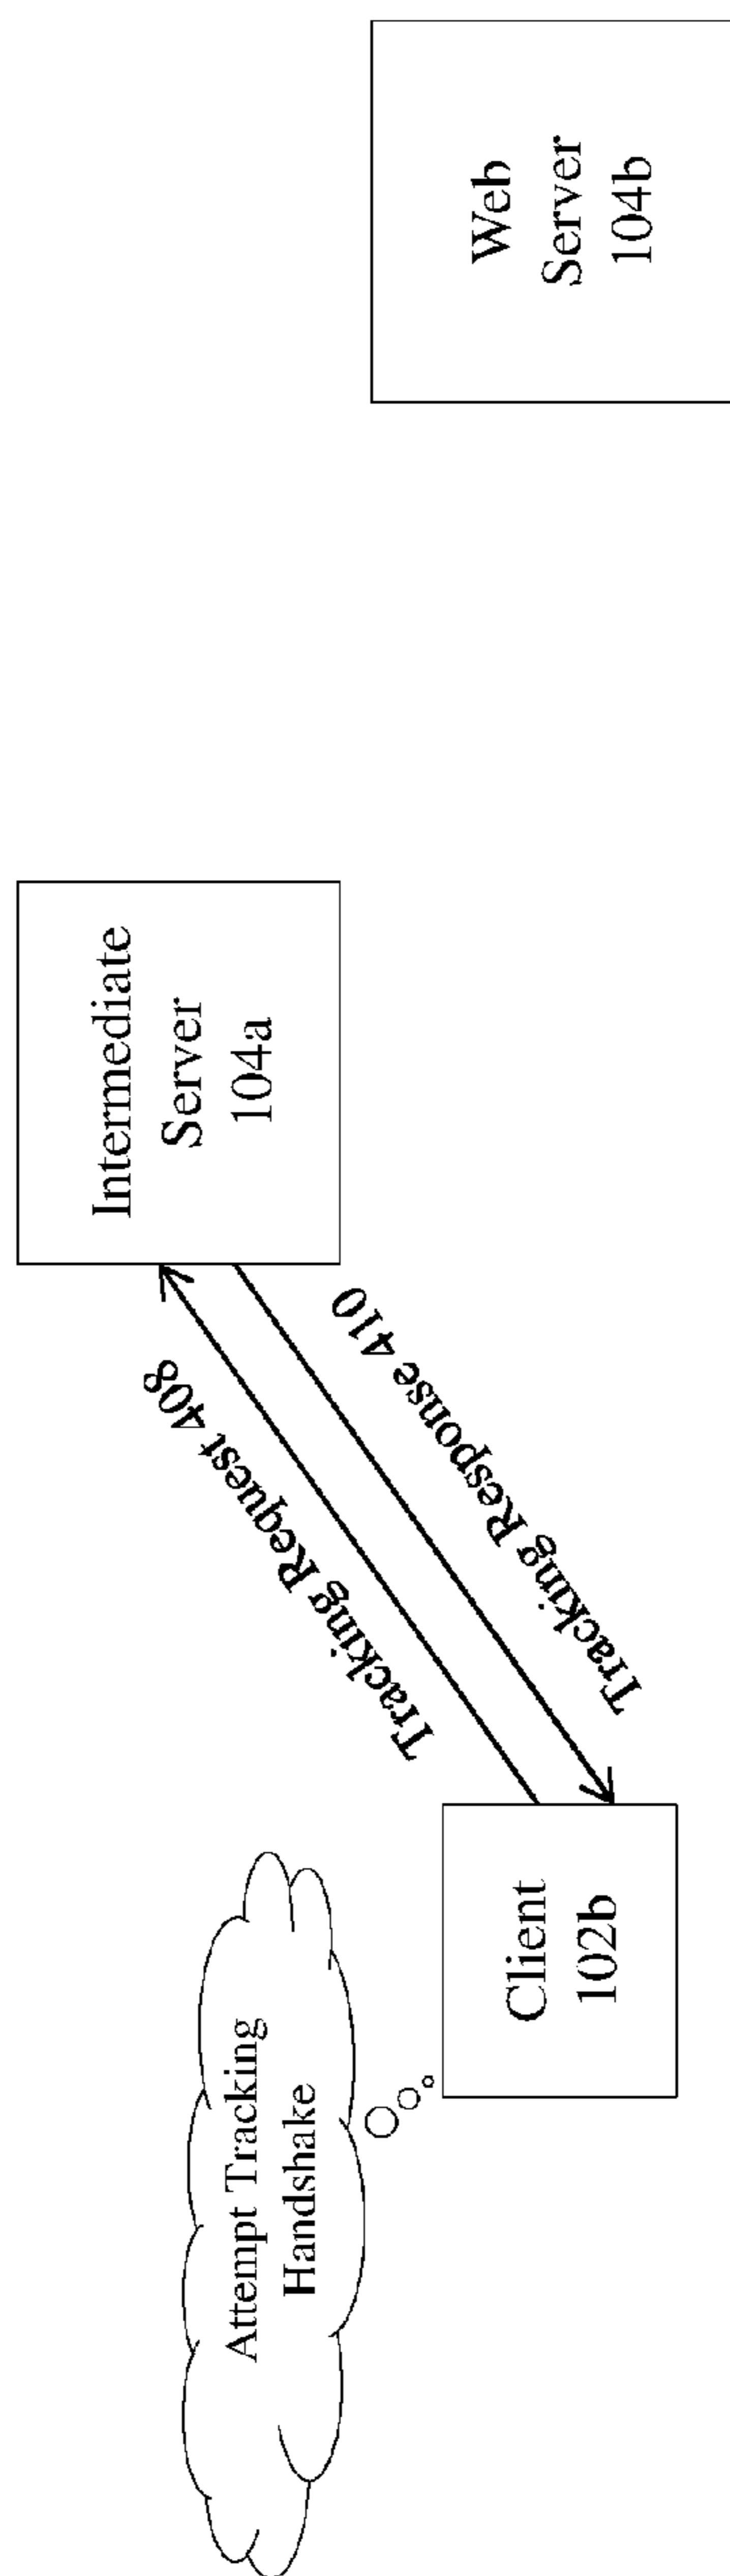 Attempt Tracking
Handshake
Client
102b
Tracking Request 408
Tracking Response 410
Intermediate
Server
104a
Web
Server
104b